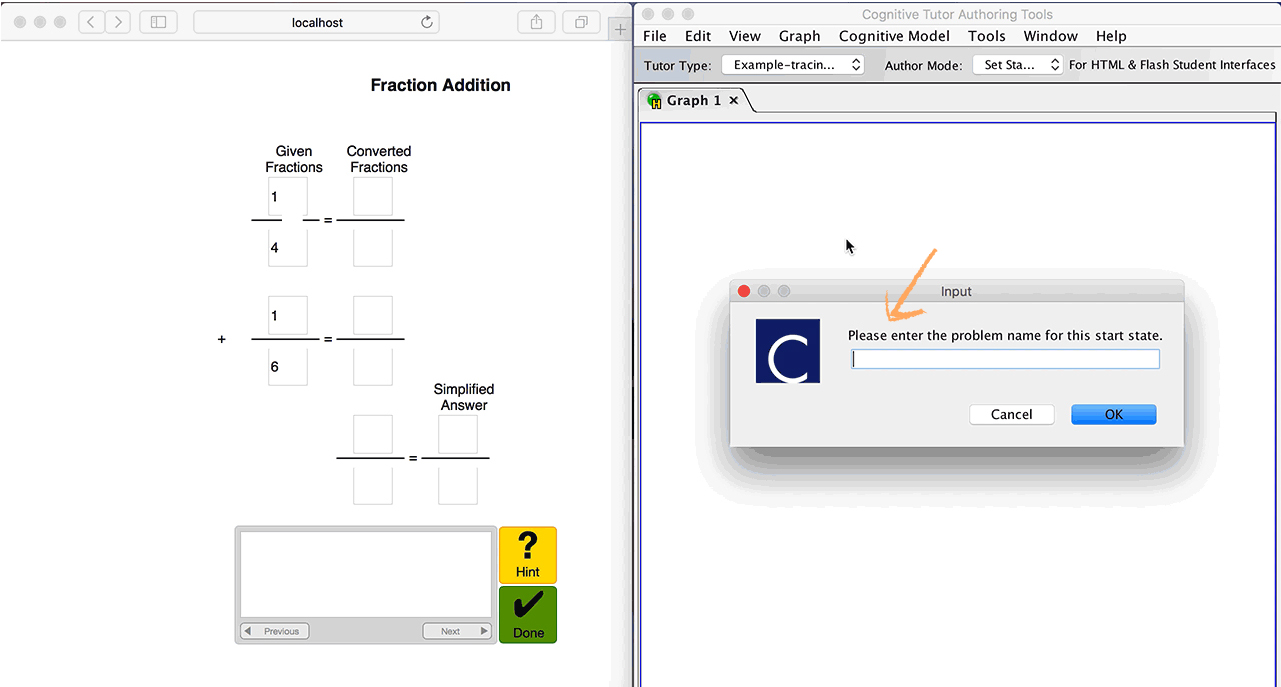 localhost
Fraction Addition
Given
Fractions
Converted
Fractions
1
=
4
1
+
=
6
Simplified
Answer
=
?
Hint
Previous
Next
Done
Cognitive Tutor Authoring Tools
File Edit View Graph Cognitive Model Tools Window Help
Tutor Type: Example-tracin... Author Mode: Set Sta... For HTML & Flash Student Interfaces
H Graph 1 ×
Input
C
Please enter the problem name for this start state.
Cancel OK